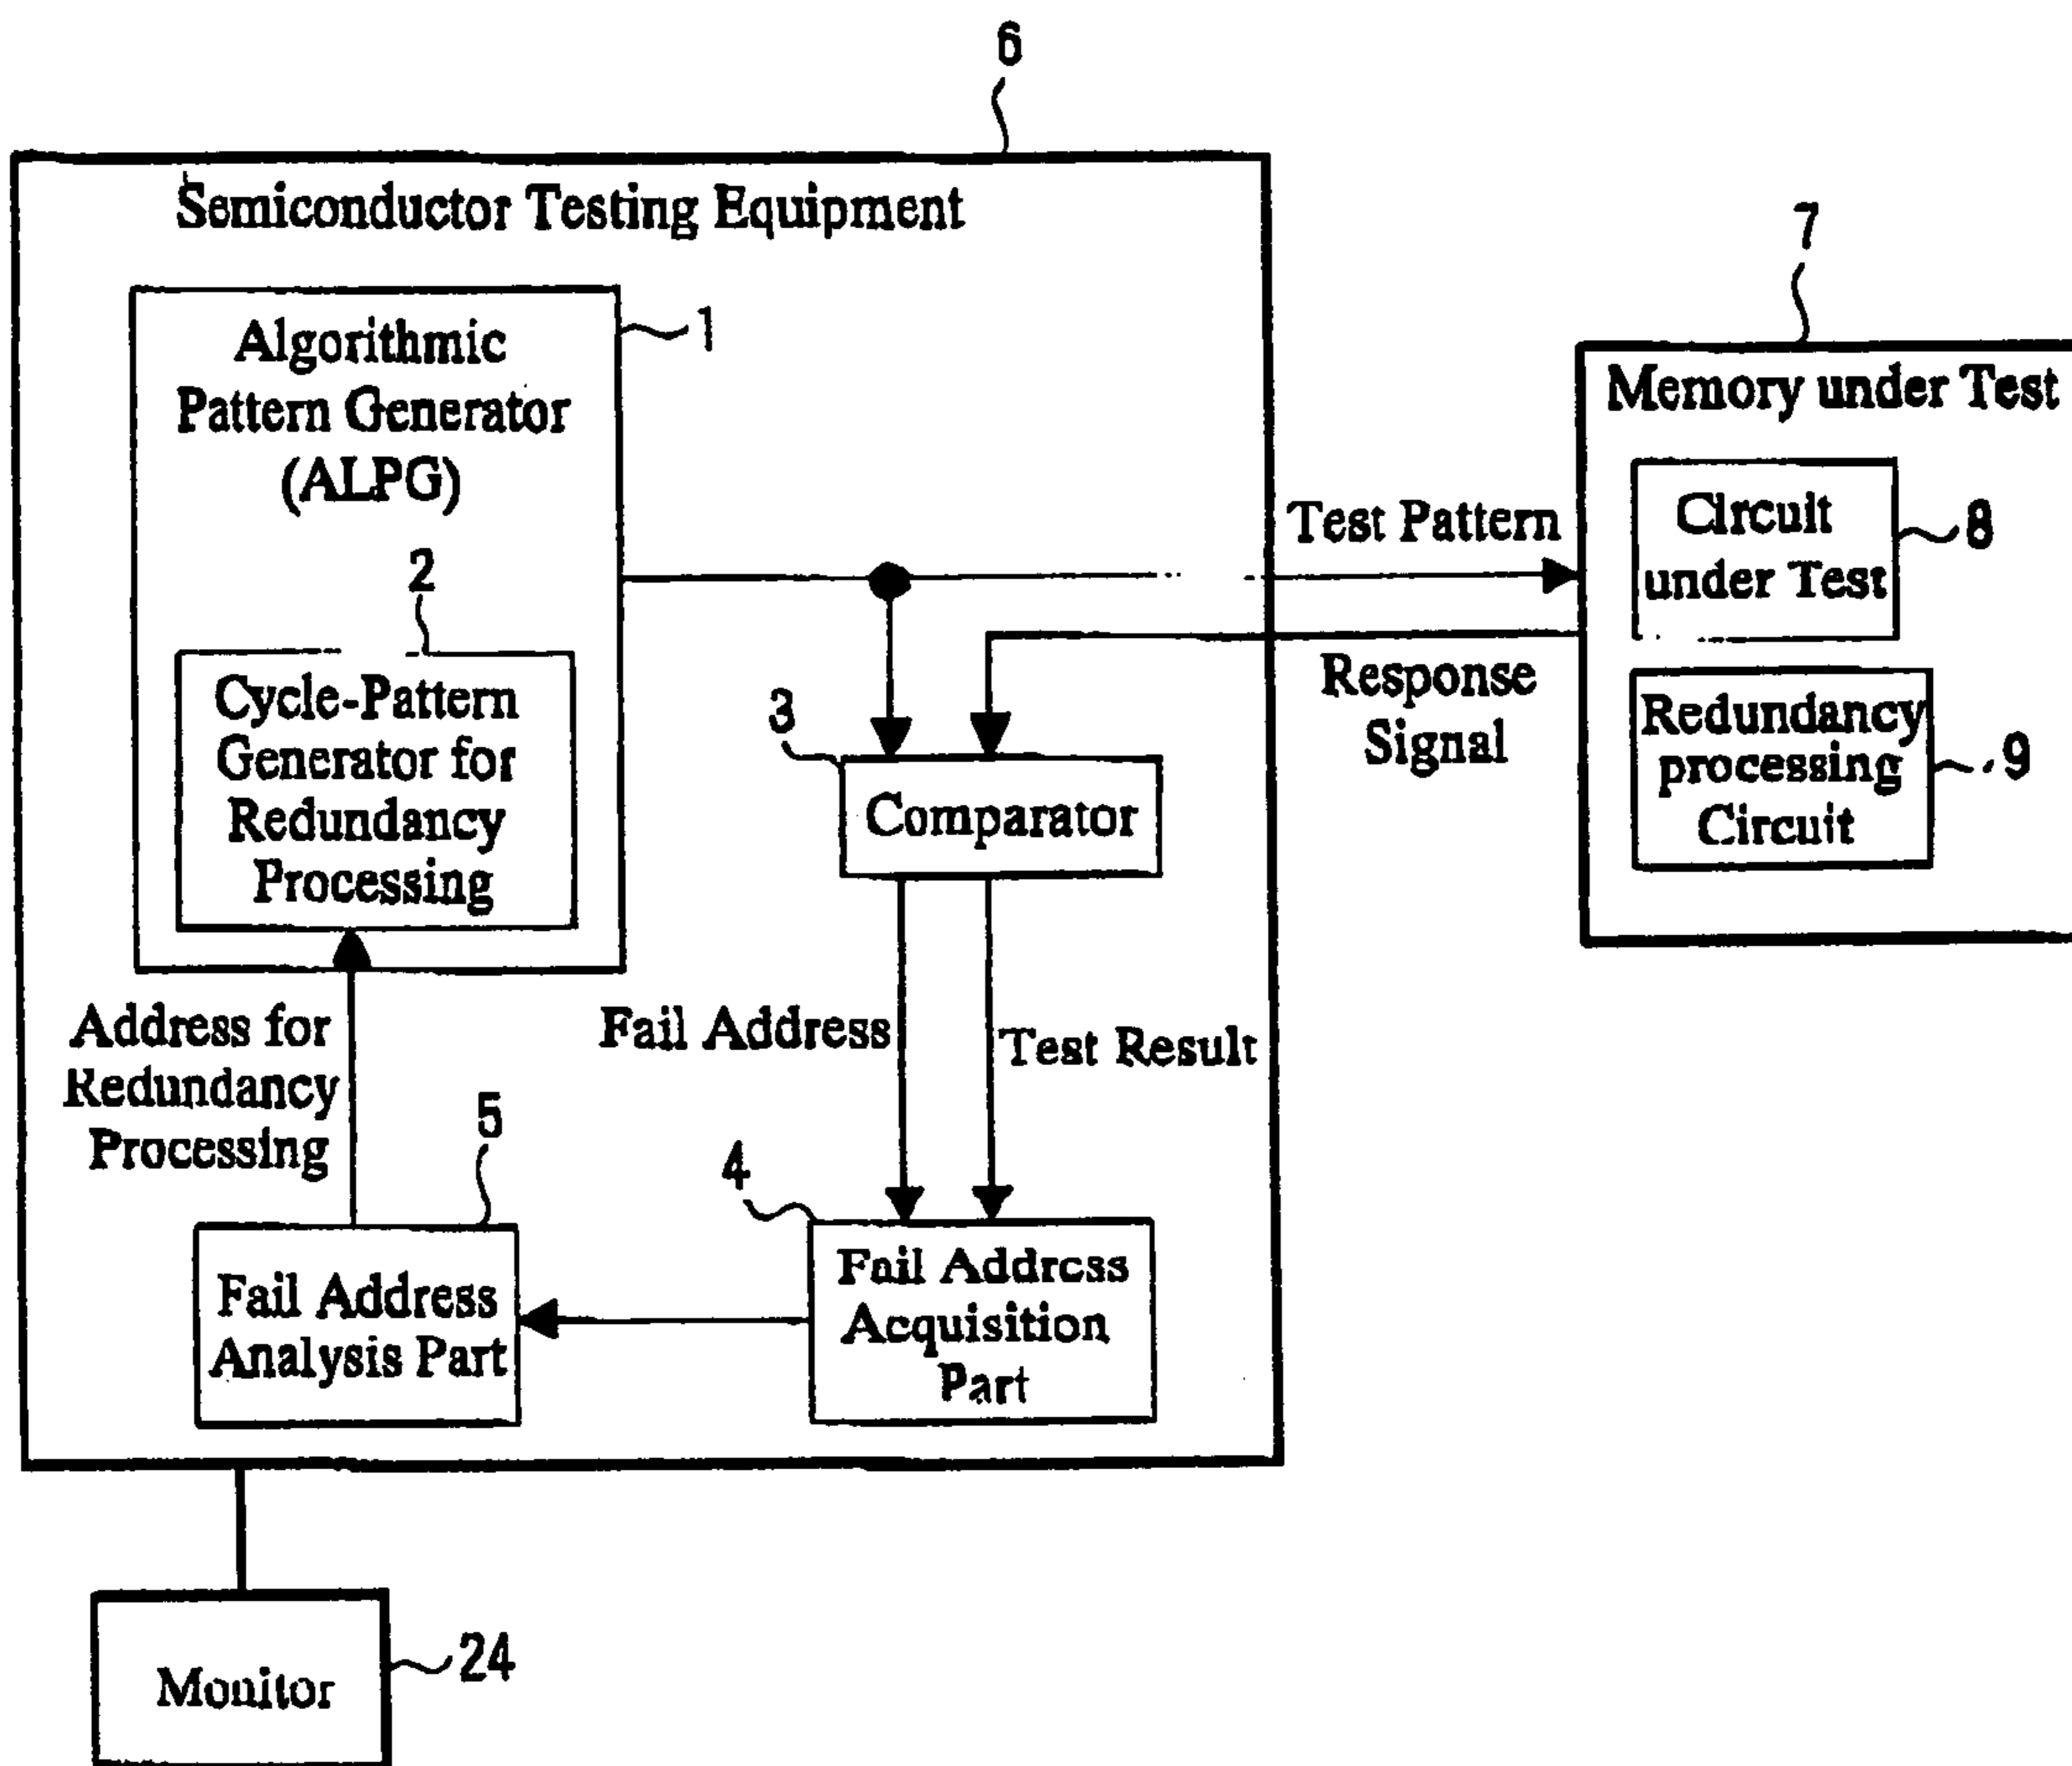 6
Semiconductor Testing Equipment
7
1
Algorithmic
Pattern Generator
(ALPG)
Memory under Test
Circuit
under Test
8
Test Pattern
2
Response
Signal
Cycle-Pattern
Generator for
Redundancy
Processing
3
Comparator
Redundancy
processing
Circuit
9
Address for
Redundancy
Processing
Fail Address
Test Result
5
4
Fail Address
Analysis Part
Fail Address
Acquisition
Part
Monitor
24